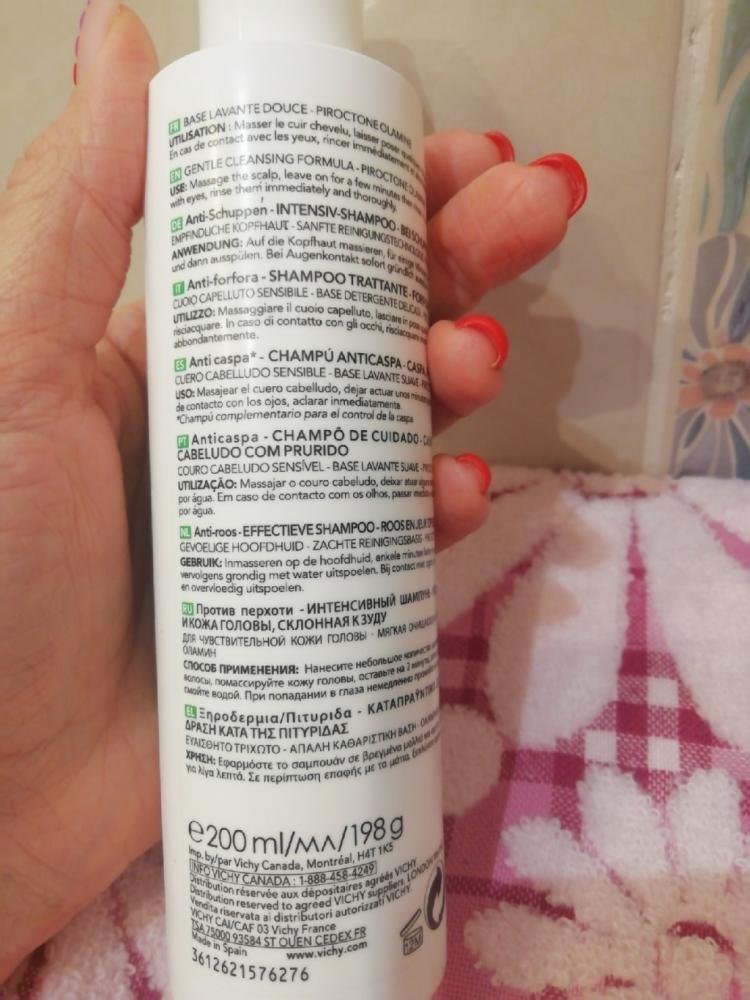 FR BASE LAVANTE DOUCE - PIROCTONE OLAMINE
UTILISATION : Masser le cuir chevelu, laisser poser
En cas de contact avec les yeux, rincer immédiatement
EN GENTLE CLEANSING FORMULA - PIROCTONE
USE: Massage the scalp, leave on for a few minutes then
with eyes, rinse them immediately and thoroughly.
DE Anti-Schuppen - INTENSIV-SHAMPOO - BEI
EMPFINDLICHE KOPFHAUT - SANFTE
ANWENDUNG: Auf die Kopfhaut massieren, für einige
und dann ausspülen. Bei Augenkontakt sofort gründlich
IT Anti-forfora - SHAMPOO TRATTANTE -
CUOIO CAPELLUTO SENSIBILE - BASE DETERGENTE DELICATA -
UTILIZZO: Massaggiare il cuoio capelluto, lasciare in posa
risciacquare. In caso di contatto con gli occhi, risciacquare
abbondantemente.
ES Anti caspa* - CHAMPÚ ANTICASPA -
CUERO CABELLUDO SENSIBLE - BASE LAVANTE SUAVE -
USO: Masajear el cuero cabelludo, dejar actuar unos
de contacto con los ojos, aclarar inmediatamente.
*Champú complementario para el control de la caspa
PT Anticaspa - CHAMPÔ DE CUIDADO -
CABELUDO COM PRURIDO
COURO CABELUDO SENSÍVEL - BASE LAVANTE SUAVE -
UTILIZAÇÃO: Massajar o couro cabeludo, deixar atuar
por água. Em caso de contacto com os olhos, passar
por água.
NL Anti-roos - EFFECTIEVE SHAMPOO - ROOS EN JEUK
GEVOELIGE HOOFDHUID - ZACHTE REINIGINGSBASIS -
GEBRUIK: Inmasseren op de hoofdhuid, enkele minuten
vervolgens grondig met water uitspoelen. Bij contact met
en overvloedig uitspoelen.
RU Против перхоти - ИНТЕНСИВНЫЙ ШАМПУНЬ -
И КОЖА ГОЛОВЫ, СКЛОННАЯ К ЗУДУ
ДЛЯ ЧУВСТВИТЕЛЬНОЙ КОЖИ ГОЛОВЫ - МЯГКАЯ
ОЛАМИН
СПОСОБ ПРИМЕНЕНИЯ: Нанесите небольшое количество
волосы, помассируйте кожу головы, оставьте на 2 минуты,
смойте водой. При попадании в глаза немедленно
EL Ξηροδερμία/Πιτυρίδα - ΚΑΤΑΠΡΑΫΝΤΙΚΟ
ΔΡΑΣΗ ΚΑΤΑ ΤΗΣ ΠΙΤΥΡΙΔΑΣ
ΕΥΑΙΣΘΗΤΟ ΤΡΙΧΩΤΟ - ΑΠΑΛΗ ΚΑΘΑΡΙΣΤΙΚΗ ΒΑΣΗ -
ΧΡΗΣΗ: Εφαρμόστε το σαμπουάν σε βρεγμένα μαλλιά και
για λίγα λεπτά. Σε περίπτωση επαφής με τα μάτια,
e200 ml/МЛ/198 g
Imp. by/par Vichy Canada, Montréal, H4T 1K5
INFO VICHY CANADA : 1-888-458-4249
Distribution réservée aux dépositaires agréés VICHY
Distribution reserved to agreed VICHY suppliers. LONDON
Vendita riservata ai distributori autorizzati VICHY.
VICHY CAI/CAF 03 Vichy France
TSA 75000 93584 ST OUEN CEDEX FR
Made in Spain www.vichy.com
3612621576276
12M